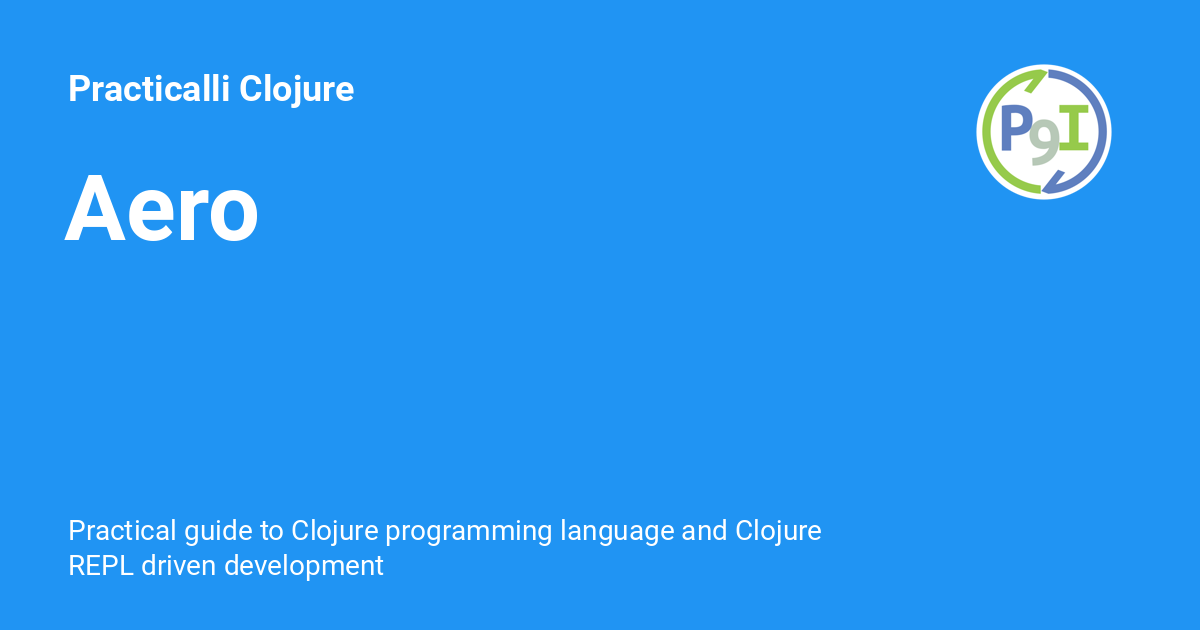 Practicalli Clojure
P9I
Aero
Practical guide to Clojure programming language and Clojure
REPL driven development